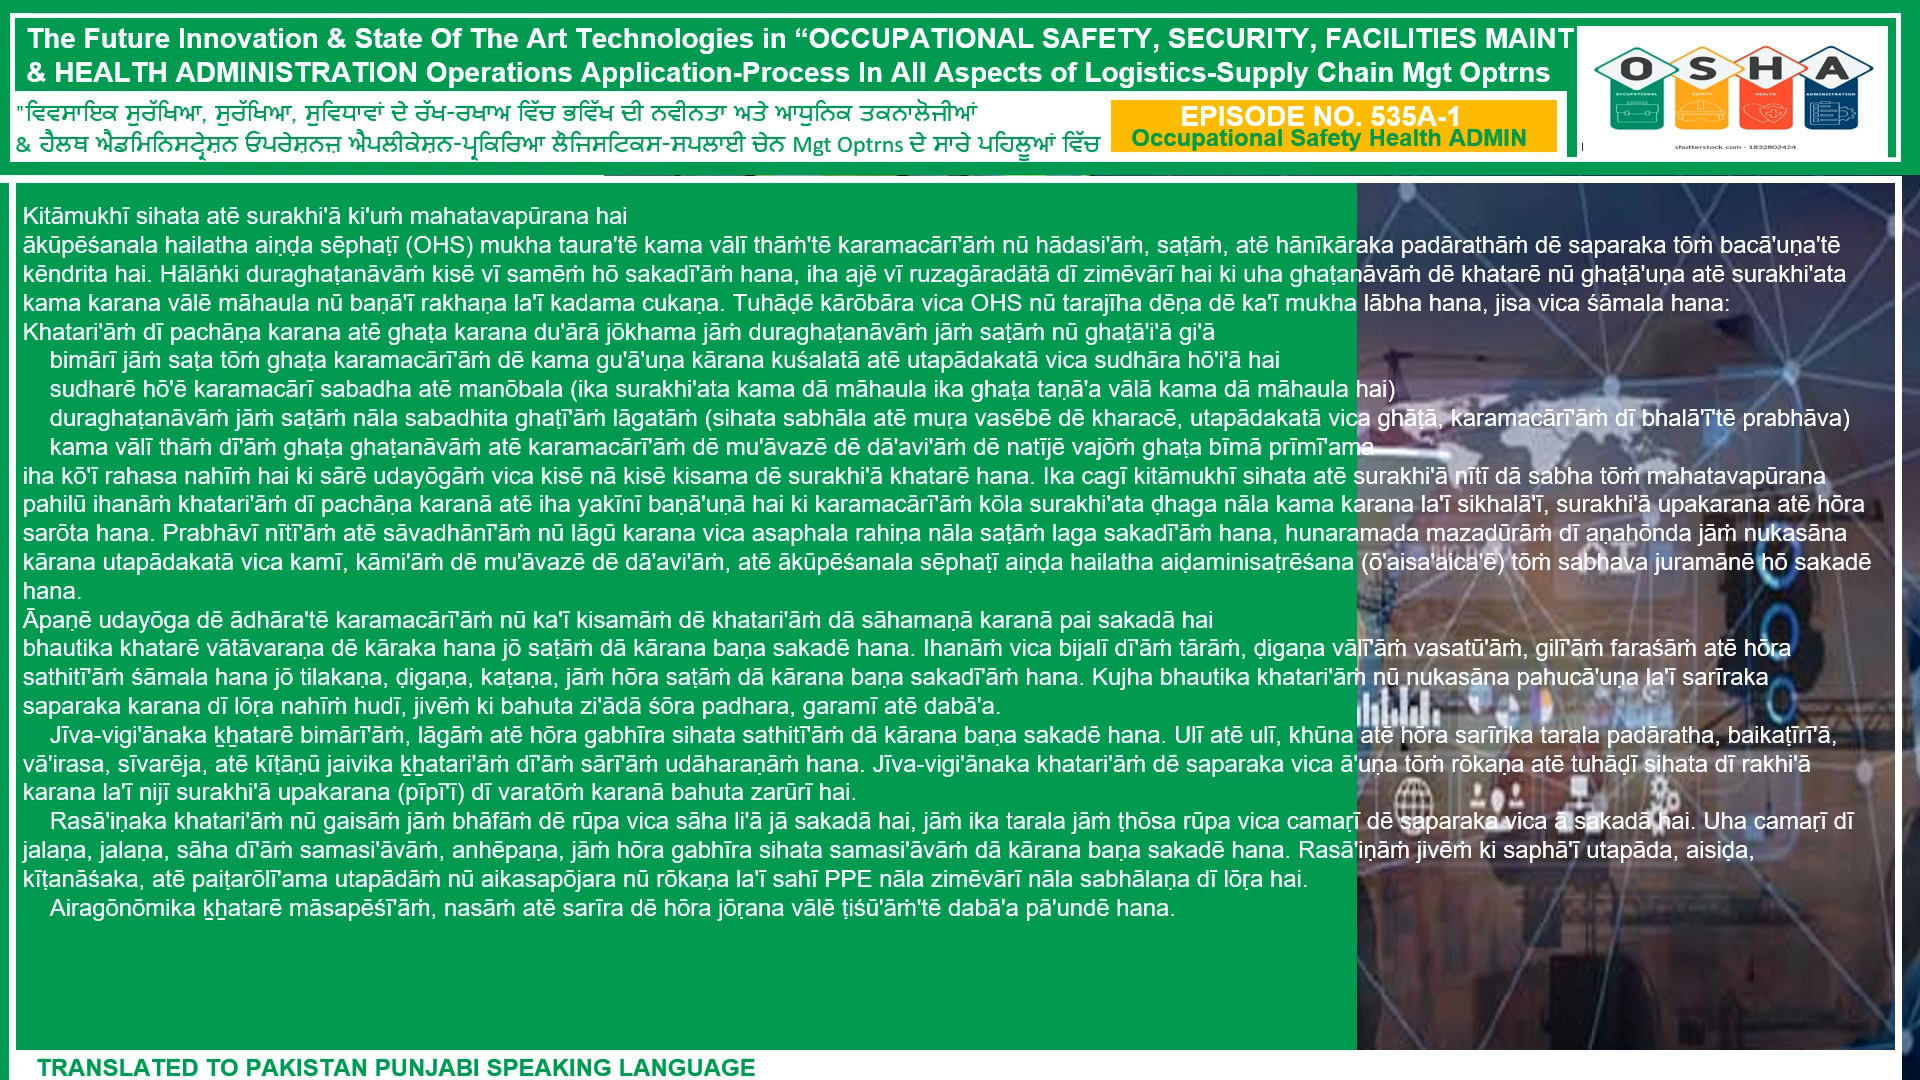 The Future Innovation & State Of The Art Technologies in “OCCUPATIONAL SAFETY, SECURITY, FACILITIES MAINT
& HEALTH ADMINISTRATION Operations Application-Process In All Aspects of Logistics-Supply Chain Mgt Optrns
"ਵਿਵਸਾਇਕ ਸੁਰੱਖਿਆ, ਸੁਰੱਖਿਆ, ਸੁਵਿਧਾਵਾਂ ਦੇ ਰੱਖ-ਰਖਾਅ ਵਿੱਚ ਭਵਿੱਖ ਦੀ ਨਵੀਨਤਾ ਅਤੇ ਆਧੁਨਿਕ ਤਕਨਾਲੋਜੀਆਂ
& ਹੈਲਥ ਐਡਮਿਨਿਸਟ੍ਰੇਸ਼ਨ ਓਪਰੇਸ਼ਨਜ਼ ਐਪਲੀਕੇਸ਼ਨ-ਪ੍ਰਕਿਰਿਆ ਲੌਜਿਸਟਿਕਸ-ਸਪਲਾਈ ਚੇਨ Mgt Optrns ਦੇ ਸਾਰੇ ਪਹਿਲੂਆਂ ਵਿੱਚ
EPISODE NO. 535A-1
Occupational Safety Health ADMIN
O S H A
OCCUPATIONAL SAFETY HEALTH ADMINISTRATION
shutterstock.com · 1832802424
Kitāmukhī sihata atē surakhi'ā ki'uṁ mahatavapūrana hai
ākūpēśanala hailatha aiṇḍa sēphaṭī (OHS) mukha taura'tē kama vālī thāṁ'tē karamacārī'āṁ nū hādasi'āṁ, saṭāṁ, atē hānīkāraka padārathāṁ dē saparaka tōṁ bacā'uṇa'tē
kēndrita hai. Hālāṅki duraghaṭanāvāṁ kisē vī samēṁ hō sakadī'āṁ hana, iha ajē vī ruzagāradātā dī zimēvārī hai ki uha ghaṭanāvāṁ dē khatarē nū ghaṭā'uṇa atē surakhi'ata
kama karana vālē māhaula nū baṇā'ī rakhaṇa la'ī kadama cukaṇa. Tuhāḍē kārōbāra vica OHS nū tarajīha dēṇa dē ka'ī mukha lābha hana, jisa vica śāmala hana:
Khatari'āṁ dī pachāṇa karana atē ghaṭa karana du'ārā jōkhama jāṁ duraghaṭanāvāṁ jāṁ saṭāṁ nū ghaṭā'i'ā gi'ā
bimārī jāṁ saṭa tōṁ ghaṭa karamacārī'āṁ dē kama gu'ā'uṇa kārana kuśalatā atē utapādakatā vica sudhāra hō'i'ā hai
sudharē hō'ē karamacārī sabadha atē manōbala (ika surakhi'ata kama dā māhaula ika ghaṭa taṇā'a vālā kama dā māhaula hai)
duraghaṭanāvāṁ jāṁ saṭāṁ nāla sabadhita ghaṭī'āṁ lāgatāṁ (sihata sabhāla atē muṛa vasēbē dē kharacē, utapādakatā vica ghāṭā, karamacārī'āṁ dī bhalā'ī'tē prabhāva)
kama vālī thāṁ dī'āṁ ghaṭa ghaṭanāvāṁ atē karamacārī'āṁ dē mu'āvazē dē dā'avi'āṁ dē natījē vajōṁ ghaṭa bīmā prīmī'ama
iha kō'ī rahasa nahīṁ hai ki sārē udayōgāṁ vica kisē nā kisē kisama dē surakhi'ā khatarē hana. Ika cagī kitāmukhī sihata atē surakhi'ā nītī dā sabha tōṁ mahatavapūrana
pahilū ihanāṁ khatari'āṁ dī pachāṇa karanā atē iha yakīnī baṇā'uṇā hai ki karamacārī'āṁ kōla surakhi'ata ḍhaga nāla kama karana la'ī sikhalā'ī, surakhi'ā upakarana atē hōra
sarōta hana. Prabhāvī nītī'āṁ atē sāvadhānī'āṁ nū lāgū karana vica asaphala rahiṇa nāla saṭāṁ laga sakadī'āṁ hana, hunaramada mazadūrāṁ dī aṇahōnda jāṁ nukasāna
kārana utapādakatā vica kamī, kāmi'āṁ dē mu'āvazē dē dā'avi'āṁ, atē ākūpēśanala sēphaṭī aiṇḍa hailatha aiḍaminisaṭrēśana (ō'aisa'aica'ē) tōṁ sabhava juramānē hō sakadē
hana.
Āpaṇē udayōga dē ādhāra'tē karamacārī'āṁ nū ka'ī kisamāṁ dē khatari'āṁ dā sāhamaṇā karanā pai sakadā hai
bhautika khatarē vātāvaraṇa dē kāraka hana jō saṭāṁ dā kārana baṇa sakadē hana. Ihanāṁ vica bijalī dī'āṁ tārāṁ, ḍigaṇa vālī'āṁ vasatū'āṁ, gilī'āṁ faraśāṁ atē hōra
sathitī'āṁ śāmala hana jō tilakaṇa, ḍigaṇa, kaṭaṇa, jāṁ hōra saṭāṁ dā kārana baṇa sakadī'āṁ hana. Kujha bhautika khatari'āṁ nū nukasāna pahucā'uṇa la'ī sarīraka
saparaka karana dī lōṛa nahīṁ hudī, jivēṁ ki bahuta zi'ādā śōra padhara, garamī atē dabā'a.
Jīva-vigi'ānaka k͟hatarē bimārī'āṁ, lāgāṁ atē hōra gabhīra sihata sathitī'āṁ dā kārana baṇa sakadē hana. Ulī atē ulī, khūna atē hōra sarīrika tarala padāratha, baikaṭīrī'ā,
vā'irasa, sīvarēja, atē kīṭāṇū jaivika k͟hatari'āṁ dī'āṁ sārī'āṁ udāharaṇāṁ hana. Jīva-vigi'ānaka khatari'āṁ dē saparaka vica ā'uṇa tōṁ rōkaṇa atē tuhāḍī sihata dī rakhi'ā
karana la'ī nijī surakhi'ā upakarana (pīpī'ī) dī varatōṁ karanā bahuta zarūrī hai.
Rasā'iṇaka khatari'āṁ nū gaisāṁ jāṁ bhāfāṁ dē rūpa vica sāha li'ā jā sakadā hai, jāṁ ika tarala jāṁ ṭhōsa rūpa vica camaṛī dē saparaka vica ā sakadā hai. Uha camaṛī dī
jalaṇa, jalaṇa, sāha dī'āṁ samasi'āvāṁ, anhēpaṇa, jāṁ hōra gabhīra sihata samasi'āvāṁ dā kārana baṇa sakadē hana. Rasā'iṇāṁ jivēṁ ki saphā'ī utapāda, aisiḍa,
kīṭanāśaka, atē paiṭarōlī'ama utapādāṁ nū aikasapōjara nū rōkaṇa la'ī sahī PPE nāla zimēvārī nāla sabhālaṇa dī lōṛa hai.
Airagōnōmika k͟hatarē māsapēśī'āṁ, nasāṁ atē sarīra dē hōra jōṛana vālē ṭiśū'āṁ'tē dabā'a pā'undē hana.
TRANSLATED TO PAKISTAN PUNJABI SPEAKING LANGUAGE